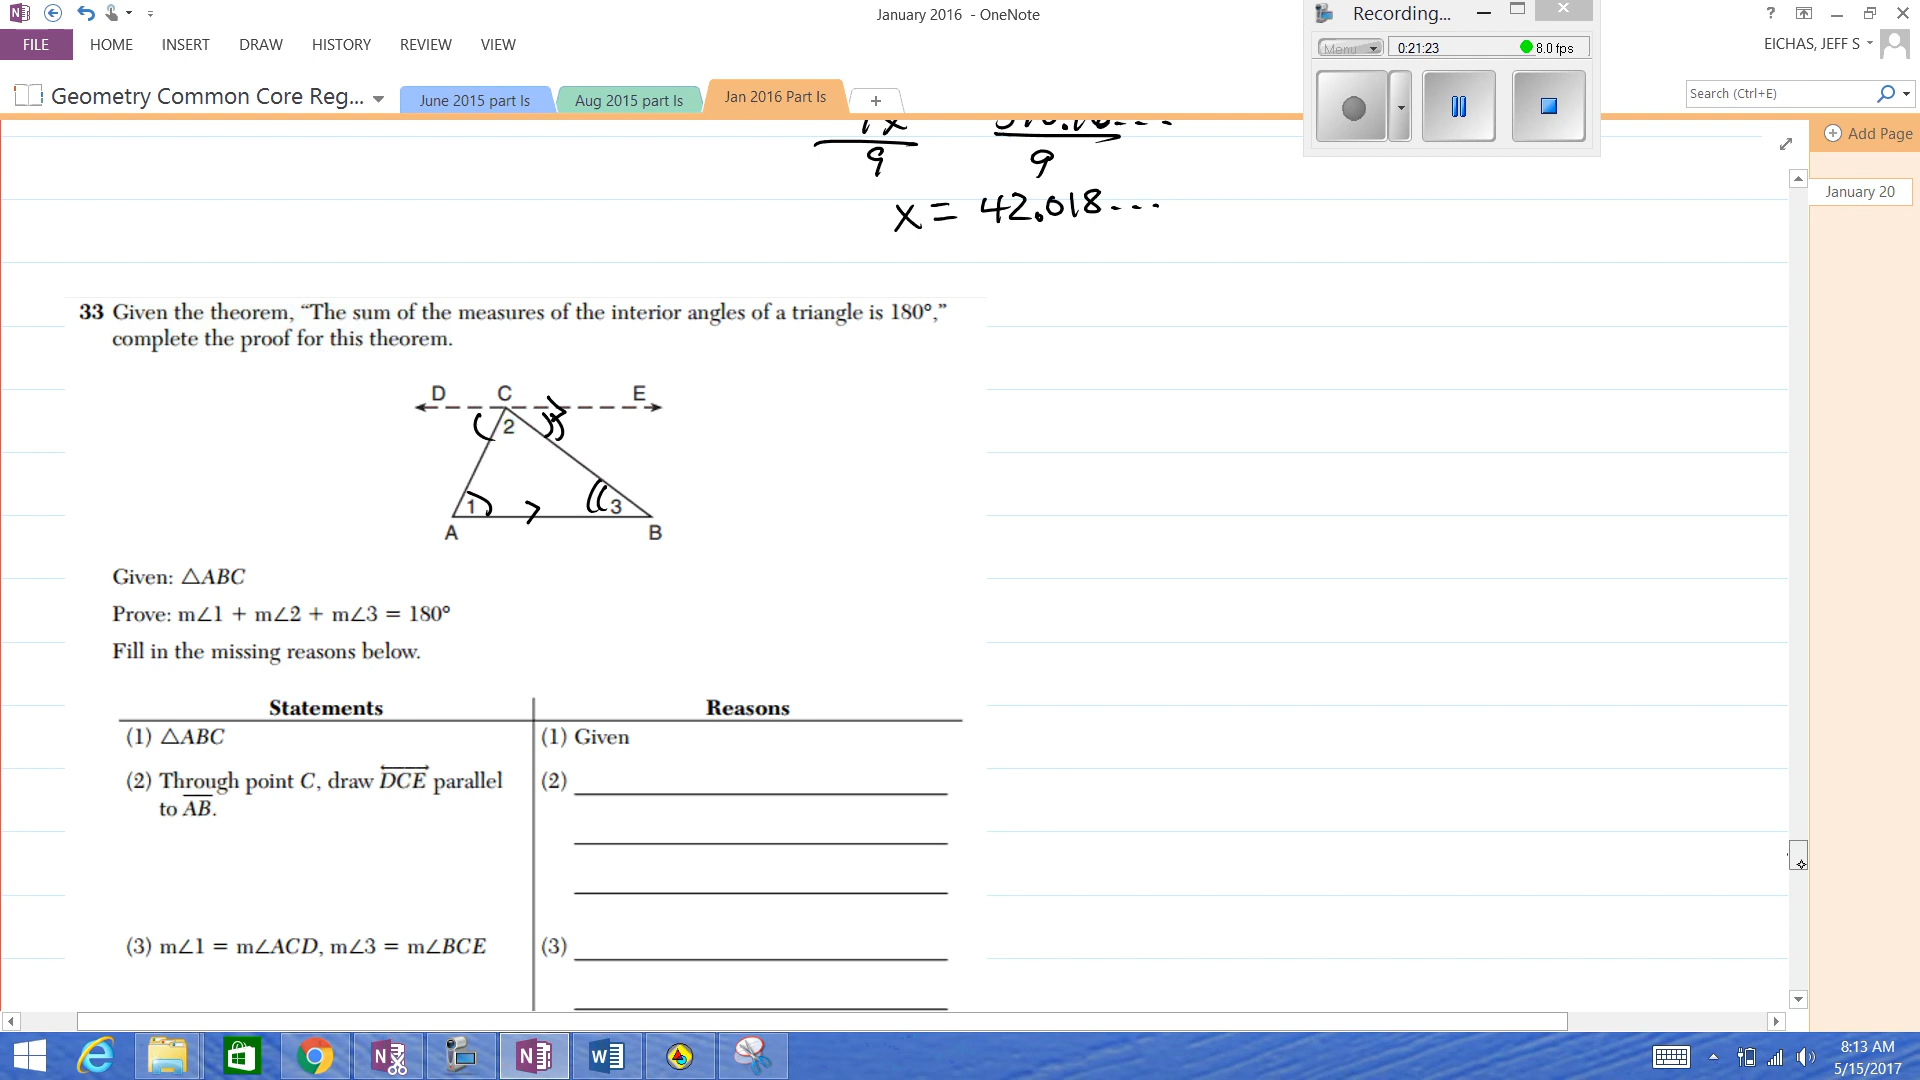 January 2016 - OneNote
Recording...
?
FILE
HOME
INSERT
DRAW
HISTORY
REVIEW
VIEW
Menu
0:21:23
8.0 fps
EICHAS, JEFF S
Geometry Common Core Reg...
June 2015 part Is
Aug 2015 part Is
Jan 2016 Part Is
+
Search (Ctrl+E)
Add Page
January 20
9
9
x = 42.018...
33 Given the theorem, “The sum of the measures of the interior angles of a triangle is 180°,”
complete the proof for this theorem.
D C E
2
1
3
A B
Given: △ABC
Prove: m∠1 + m∠2 + m∠3 = 180°
Fill in the missing reasons below.
Statements
Reasons
(1) △ABC
(1) Given
(2) Through point C, draw DCE parallel
to AB.
(2)
(3) m∠1 = m∠ACD, m∠3 = m∠BCE
(3)
8:13 AM
5/15/2017